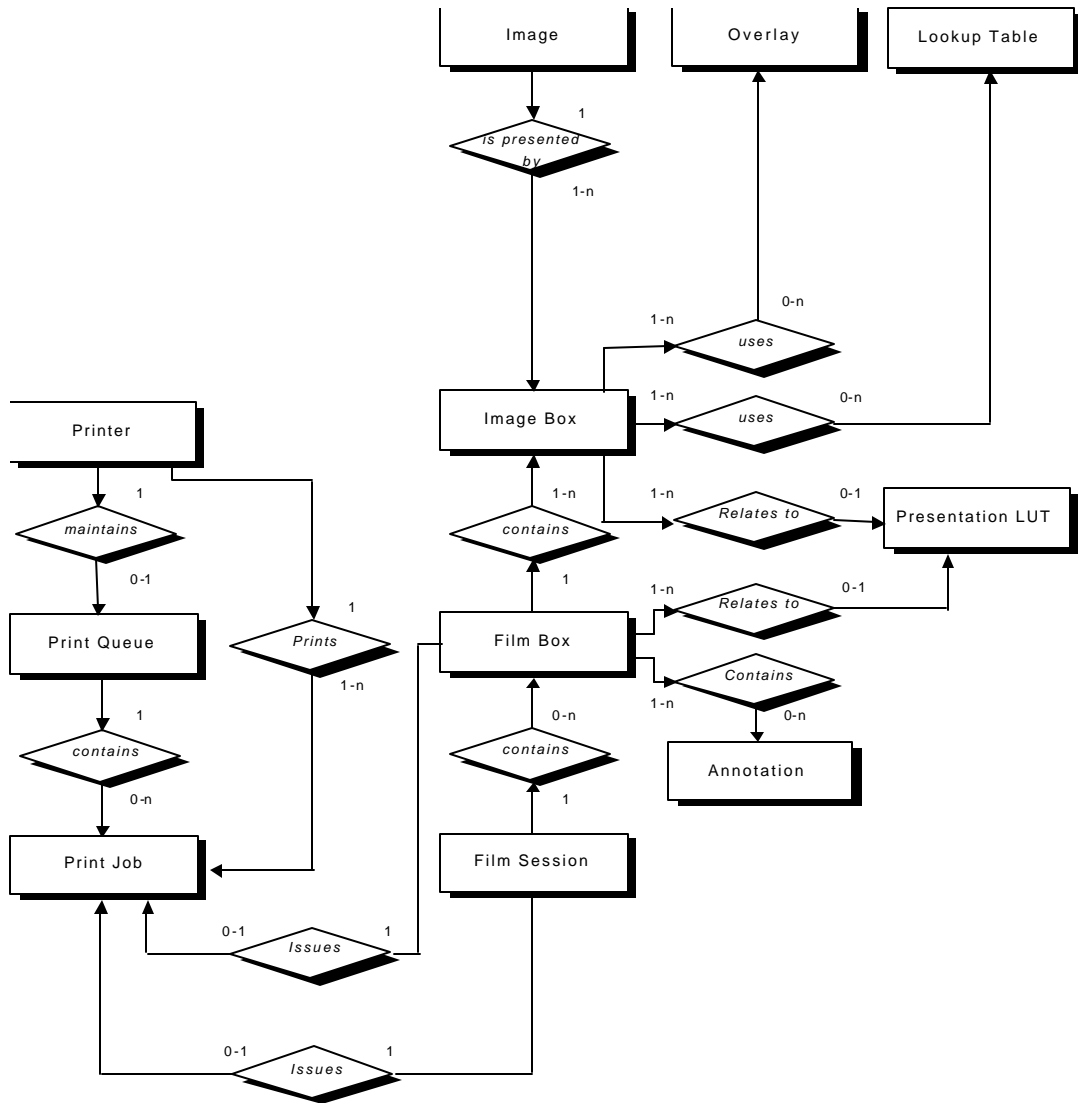 Image
Overlay
Lookup Table
1
is presented
by
1-n
0-n
1-n
uses
1-n
0-n
uses
Image Box
Printer
1
maintains
0-1
1-n
contains
1
1-n
0-1
Relates to
Presentation LUT
1-n
0-1
Relates to
Print Queue
1
Prints
1-n
Film Box
Contains
1-n
0-n
1
contains
0-n
0-n
contains
1
Annotation
Print Job
Film Session
0-1
1
Issues
0-1
1
Issues